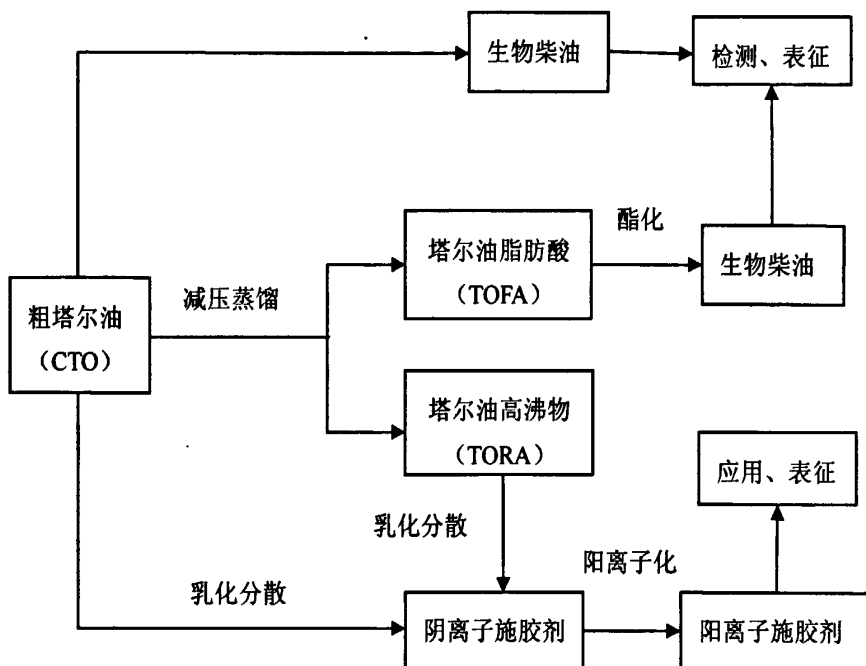 生物柴油
检测、表征
酯化
塔尔油脂肪酸
（TOFA）
生物柴油
减压蒸馏
粗塔尔油
（CTO）
塔尔油高沸物
（TORA）
应用、表征
乳化分散
阳离子化
乳化分散
阴离子施胶剂
阳离子施胶剂